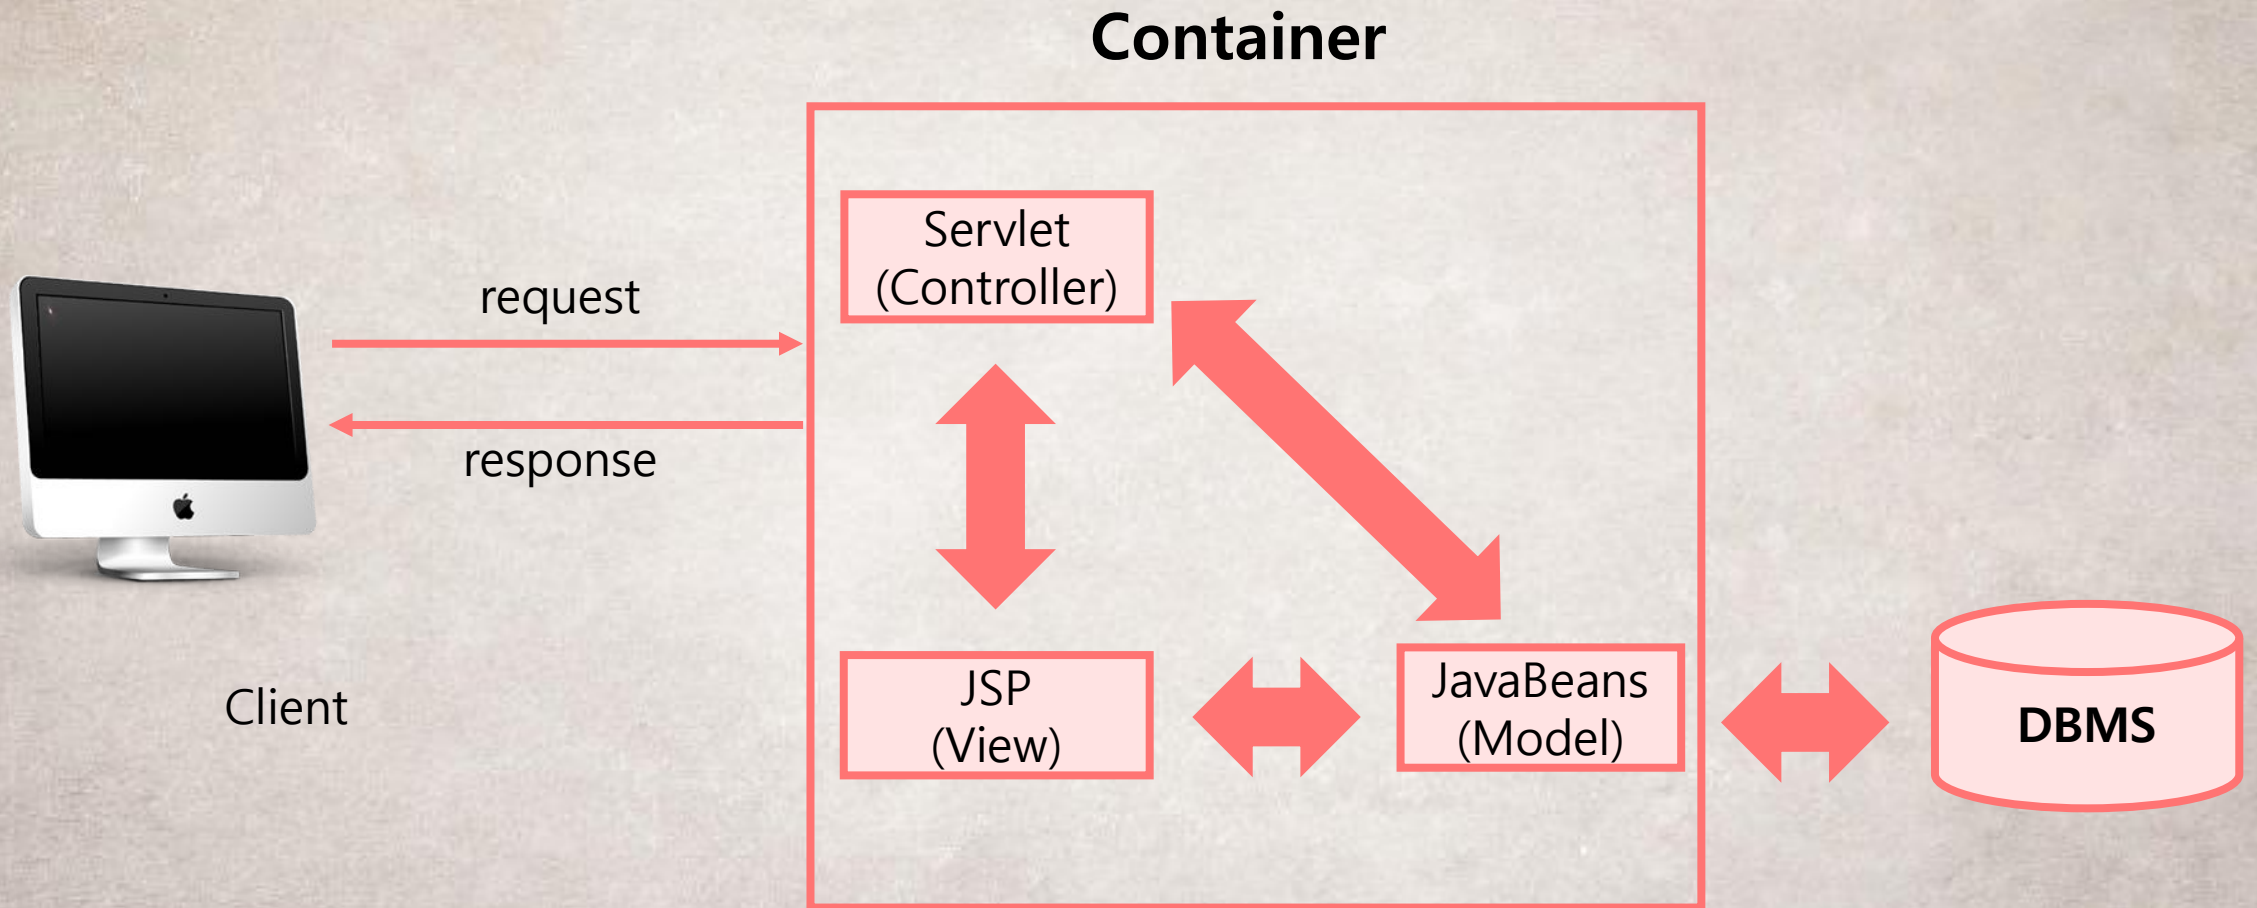 Container
Servlet
(Controller)
request
response
Client
JSP
(View)
JavaBeans
(Model)
DBMS